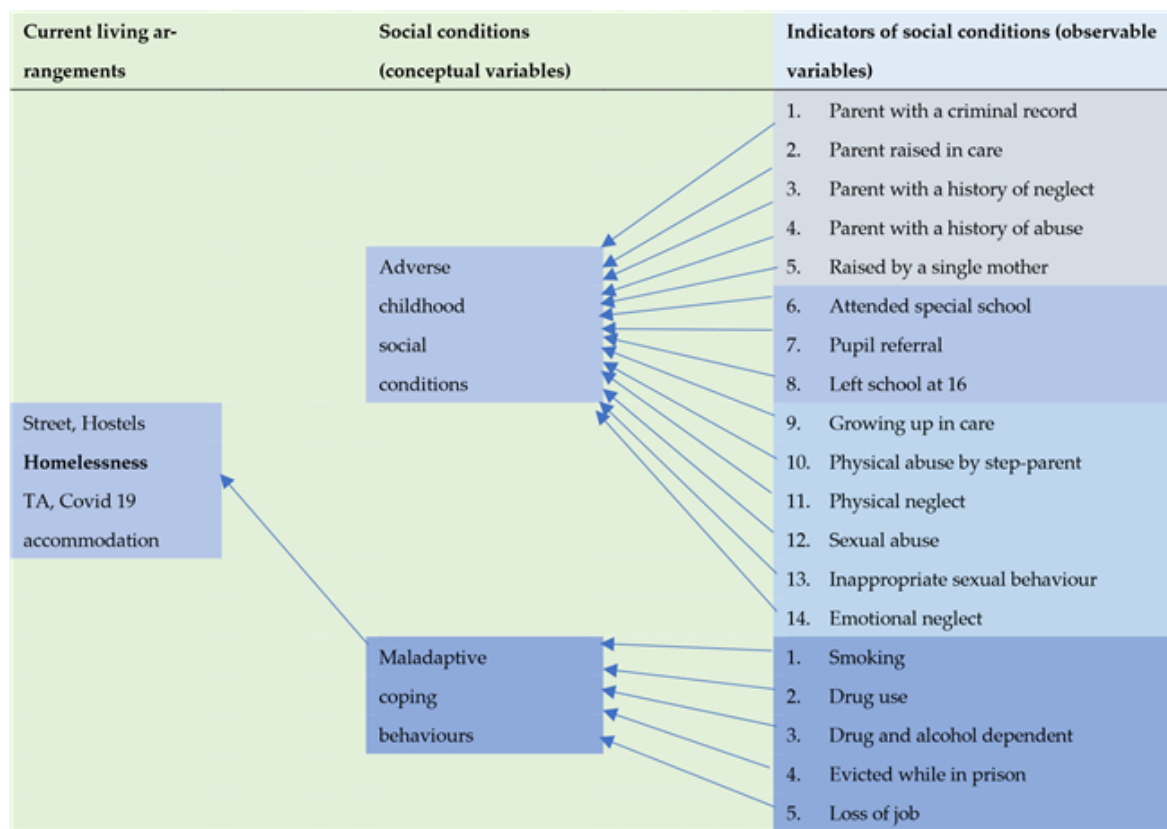 Current living ar-
rangements
Social conditions
(conceptual variables)
Indicators of social conditions (observable
variables)
1. Parent with a criminal record
2. Parent raised in care
3. Parent with a history of neglect
4. Parent with a history of abuse
5. Raised by a single mother
6. Attended special school
7. Pupil referral
8. Left school at 16
9. Growing up in care
10. Physical abuse by step-parent
11. Physical neglect
12. Sexual abuse
13. Inappropriate sexual behaviour
14. Emotional neglect
Adverse
childhood
social
conditions
Street, Hostels
Homelessness
TA, Covid 19
accommodation
Maladaptive
coping
behaviours
1. Smoking
2. Drug use
3. Drug and alcohol dependent
4. Evicted while in prison
5. Loss of job